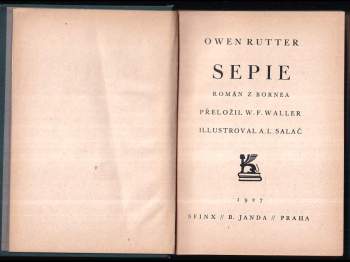 OWEN RUTTER
SEPIE
ROMÁN Z BORNEA
PŘELOŽIL W. F. WALLER
ILLUSTROVAL A. L. SALAČ
1927
SFINX // B. JANDA // PRAHA